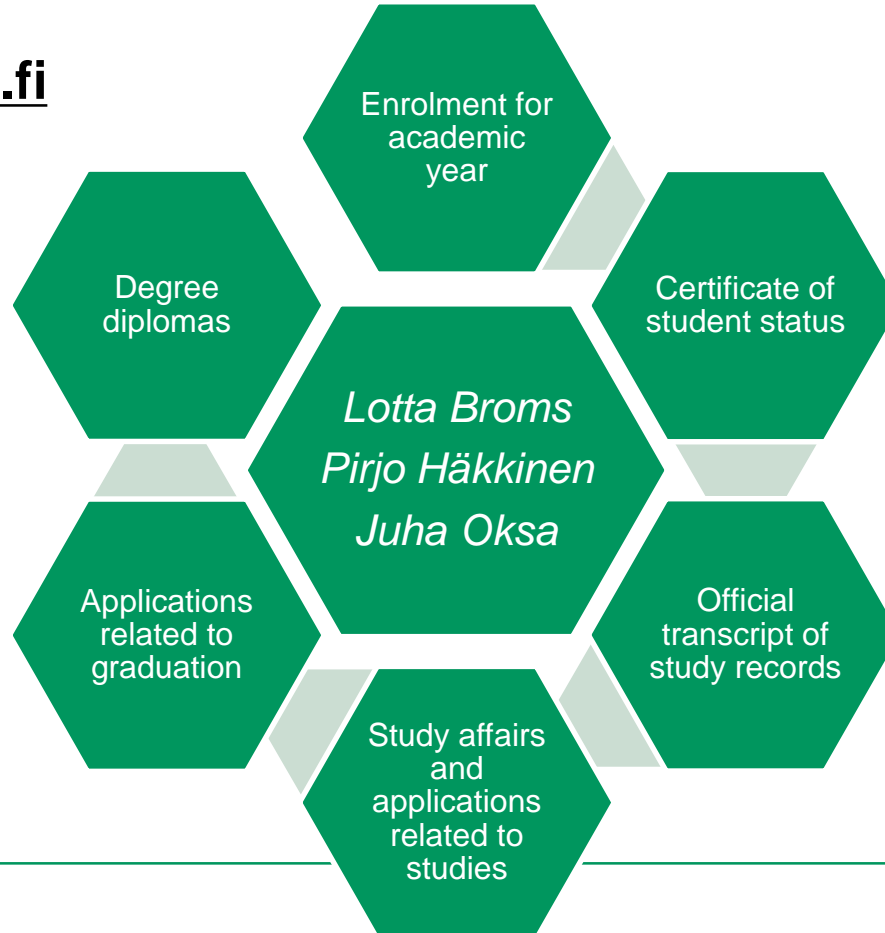 .fi
Enrolment for
academic
year
Certificate of
student status
Official
transcript of
study records
Study affairs
and
applications
related to
studies
Applications
related to
graduation
Degree
diplomas
Lotta Broms
Pirjo Häkkinen
Juha Oksa